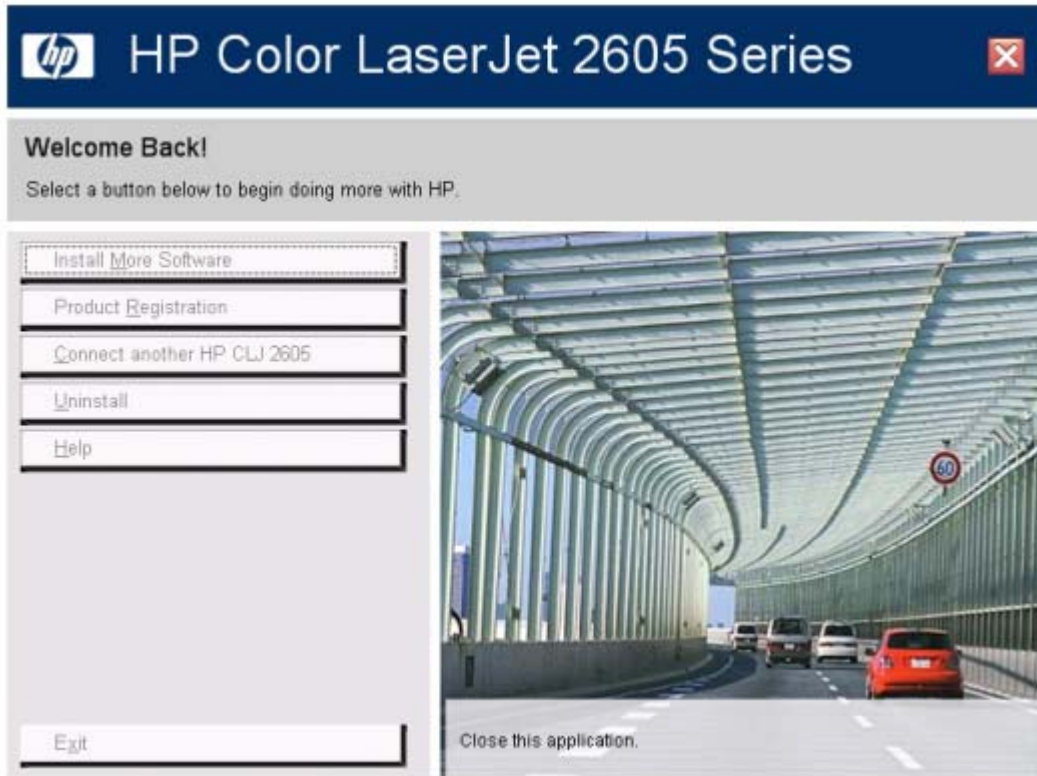 hp
HP Color LaserJet 2605 Series
Welcome Back!
Select a button below to begin doing more with HP.
Install More Software
Product Registration
Connect another HP CLJ 2605
Uninstall
Help
60
Exit
Close this application.